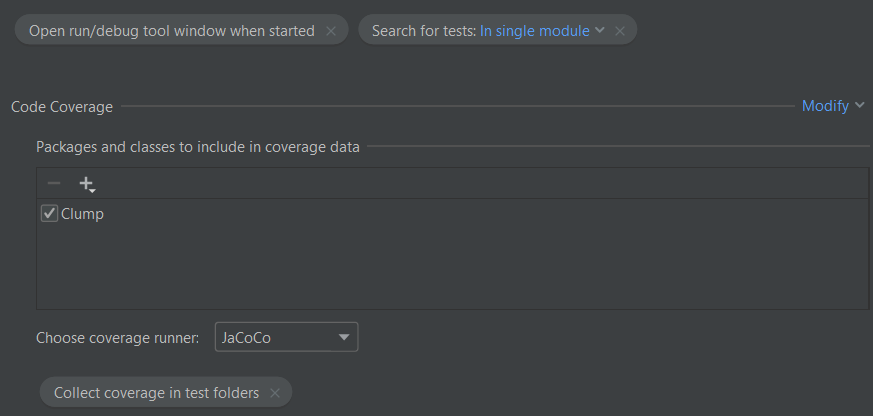 Open run/debug tool window when started
Search for tests: In single module
Code Coverage
Modify
Packages and classes to include in coverage data
Clump
Choose coverage runner: JaCoCo
Collect coverage in test folders